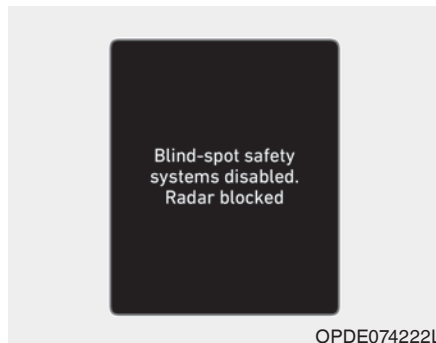 Blind-spot safety
systems disabled.
Radar blocked
OPDE074222L